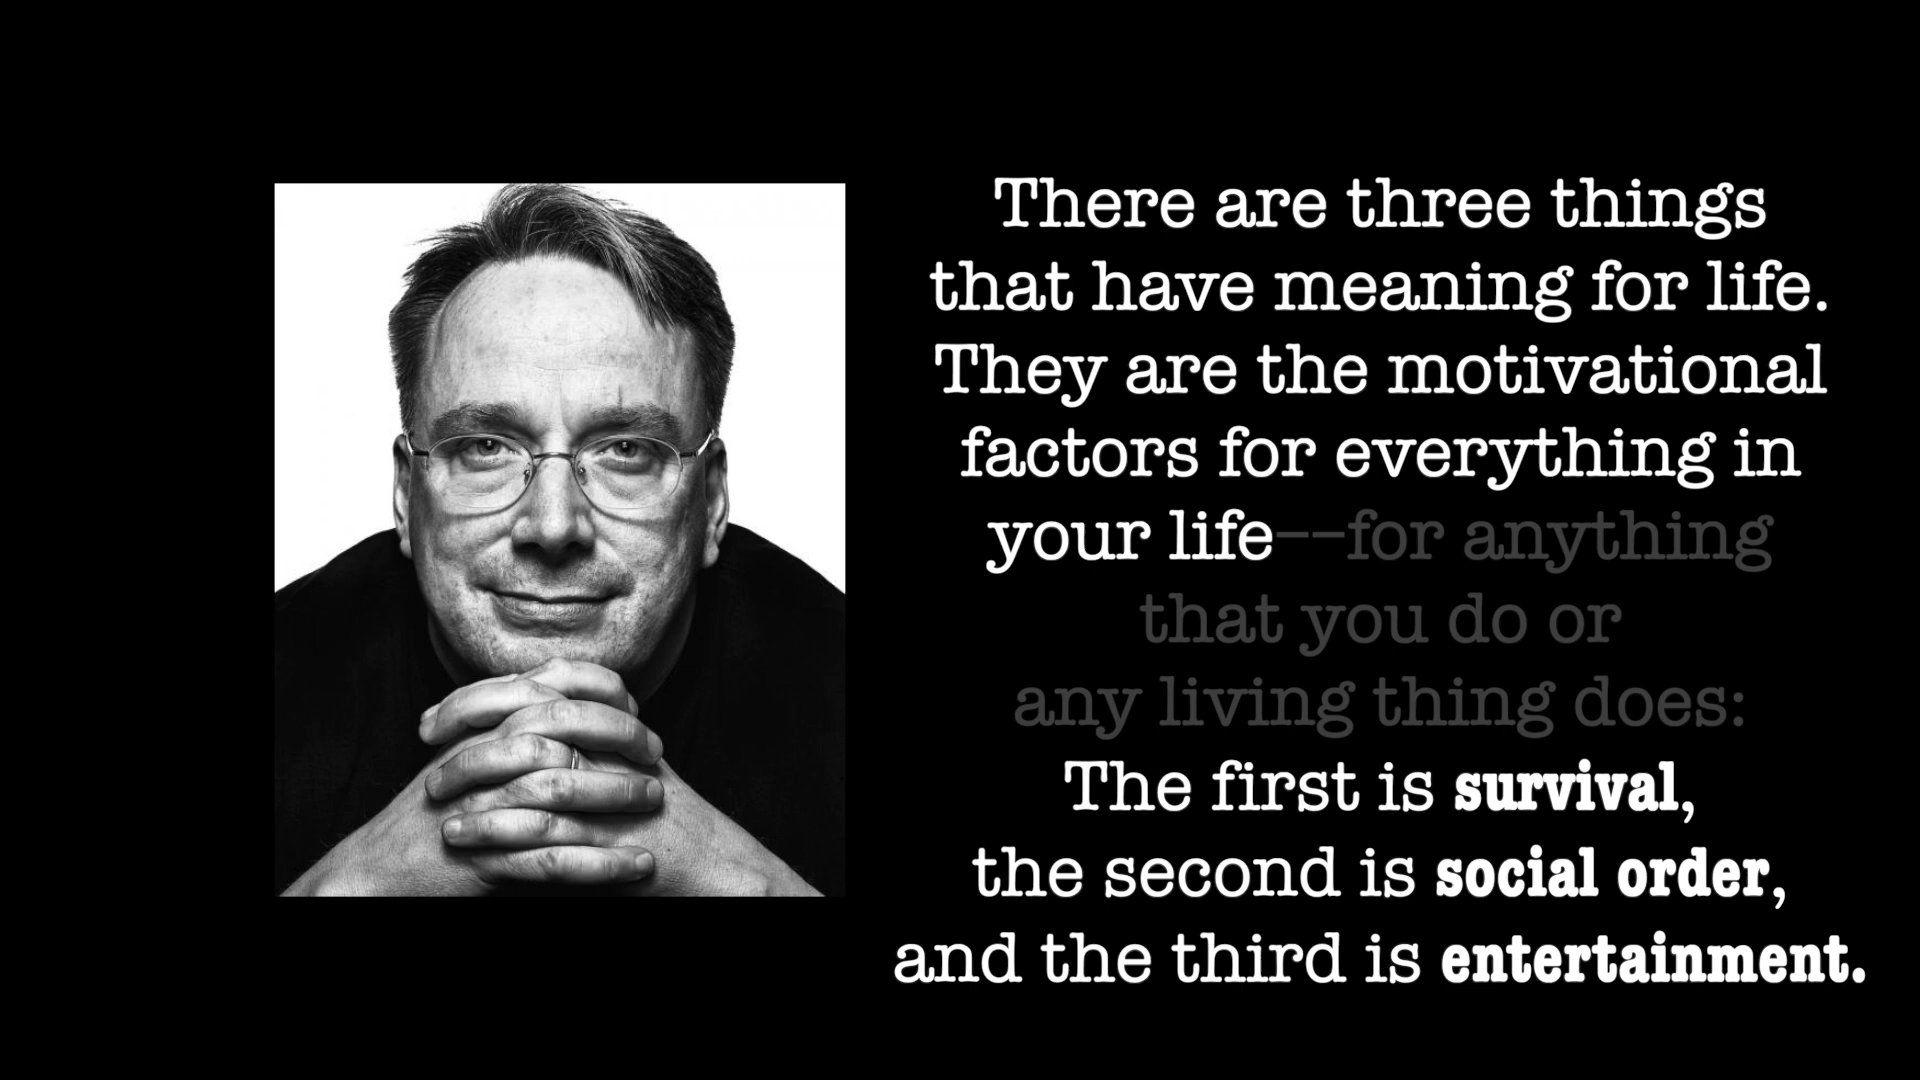 There are three things
that have meaning for life.
They are the motivational
factors for everything in
your life--for anything
that you do or
any living thing does:
The first is survival,
the second is social order,
and the third is entertainment.